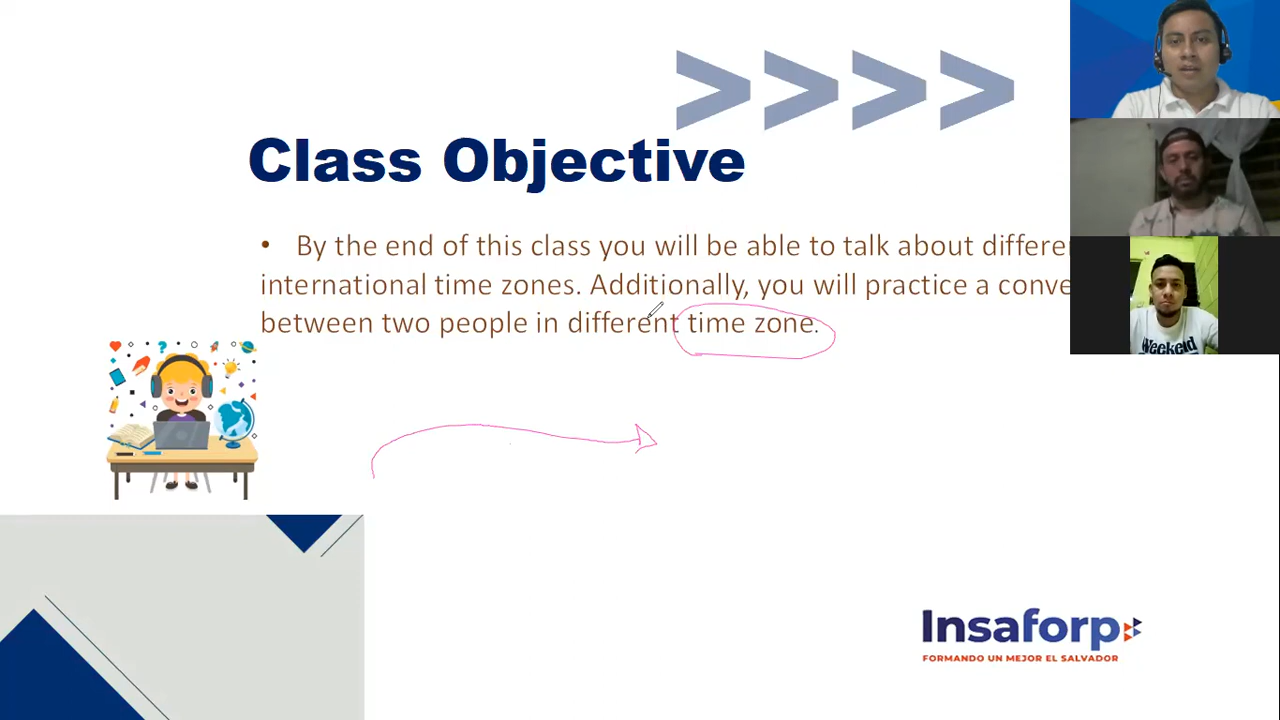 Class Objective
• By the end of this class you will be able to talk about differe
international time zones. Additionally, you will practice a conve
between two people in different time zone.
Weekend
Insaforp
FORMANDO UN MEJOR EL SALVADOR